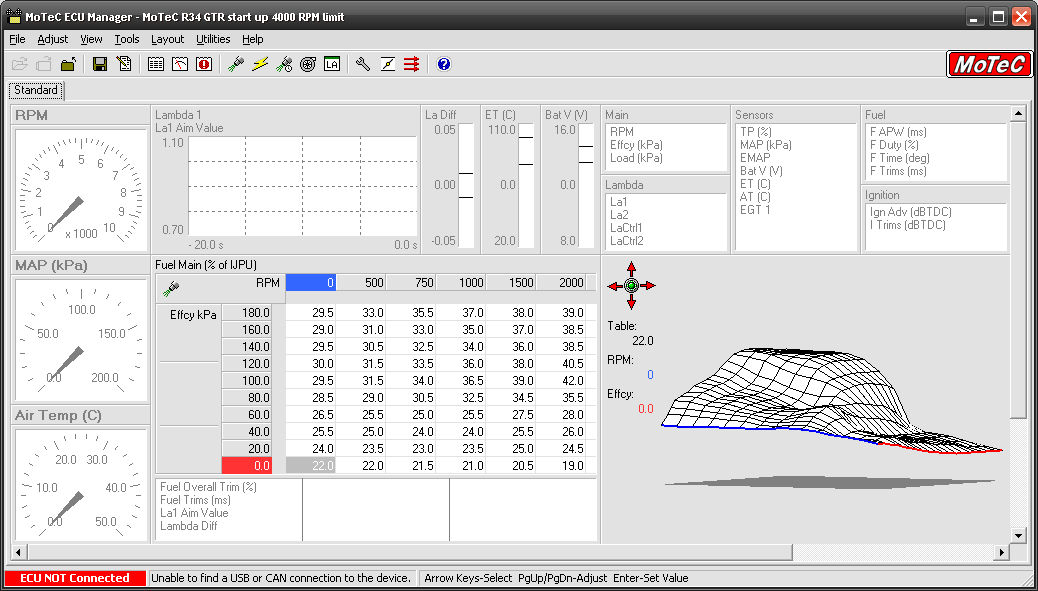 MoTeC ECU Manager - MoTeC R34 GTR start up 4000 RPM limit
File Adjust View Tools Layout Utilities Help
LA
MoTeC
Standard
RPM
1 2 3 4 5 6 7 8 9 10 0
x 1000
Lambda 1
La1 Aim Value
1.10
0.70
- 20.0 s
0.0 s
La Diff
0.05
0.00
-0.05
ET (C)
110.0
0.0
20.0
Bat V (V)
16.0
0.0
8.0
Main
RPM
Effcy (kPa)
Load (kPa)
Lambda
La1
La2
LaCtrl1
LaCtrl2
Sensors
TP (%)
MAP (kPa)
EMAP
Bat V (V)
ET (C)
AT (C)
EGT 1
Fuel
F APW (ms)
F Duty (%)
F Time (deg)
F Trims (ms)
Ignition
Ign Adv (dBTDC)
I Trims (dBTDC)
MAP (kPa)
100.0
50.0 150.0
0.0 200.0
Air Temp (C)
20.0 30.0
10.0 40.0
0.0 50.0
Fuel Main (% of IJPU)
RPM 0 500 750 1000 1500 2000
Effcy kPa 180.0 29.5 33.0 35.5 37.0 38.0 39.0
160.0 29.0 31.0 33.0 35.0 37.0 38.5
140.0 29.5 30.5 32.5 34.0 36.0 38.5
120.0 30.0 31.5 33.5 36.0 38.0 40.5
100.0 29.5 31.5 34.0 36.5 39.0 42.0
80.0 28.5 29.0 30.5 32.5 34.5 35.5
60.0 26.5 25.5 25.0 25.5 27.5 28.0
40.0 25.5 25.0 24.0 24.0 25.5 26.0
20.0 24.0 23.5 23.0 23.5 25.0 24.5
0.0 22.0 22.0 21.5 21.0 20.5 19.0
Fuel Overall Trim (%)
Fuel Trims (ms)
La1 Aim Value
Lambda Diff
Table:
22.0
RPM:
0
Effcy:
0.0
ECU NOT Connected Unable to find a USB or CAN connection to the device. Arrow Keys-Select PgUp/PgDn-Adjust Enter-Set Value